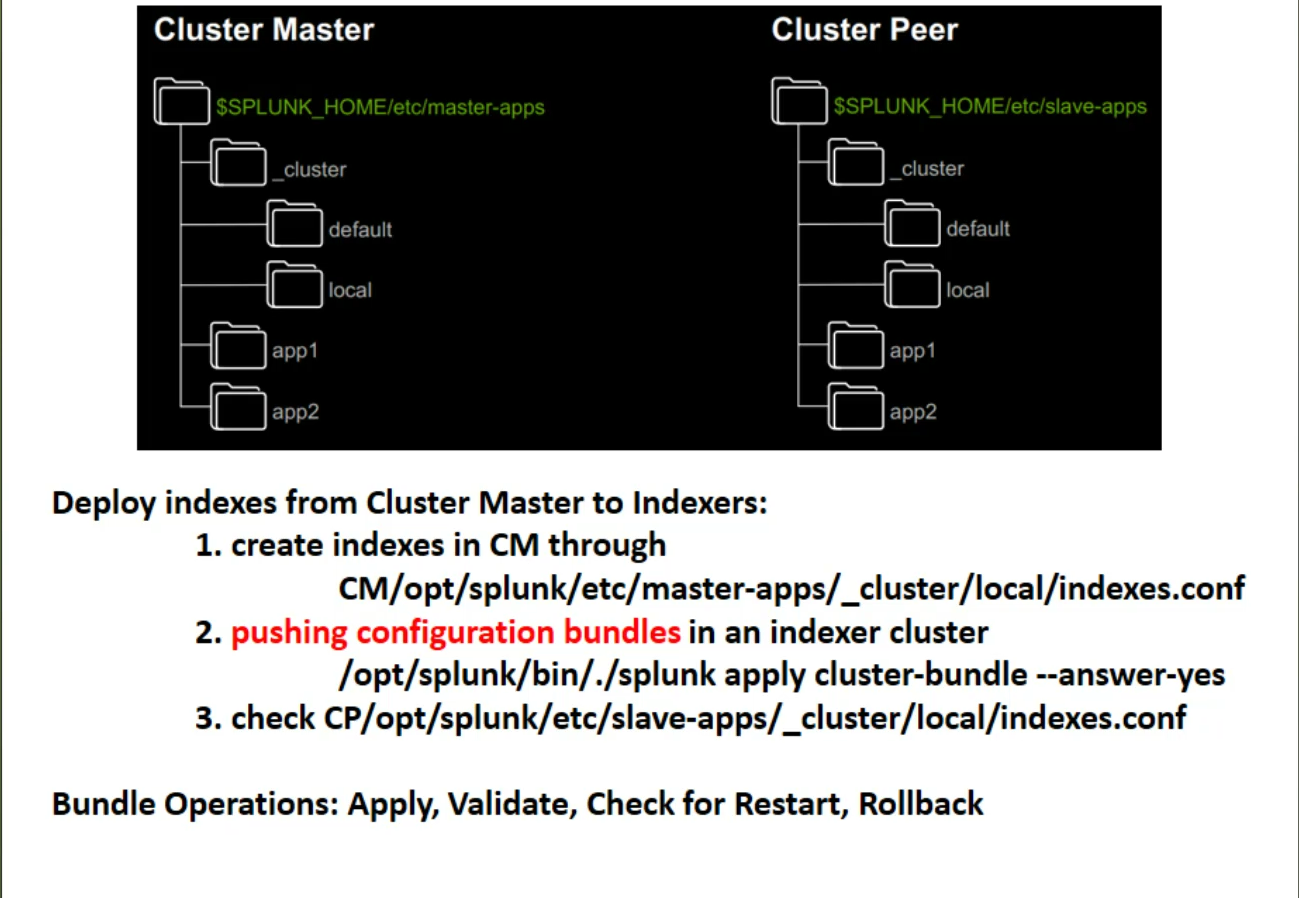 Cluster Master
Cluster Peer
$SPLUNK_HOME/etc/master-apps
$SPLUNK_HOME/etc/slave-apps
_cluster
_cluster
default
default
local
local
app1
app1
app2
app2
Deploy indexes from Cluster Master to Indexers:
1. create indexes in CM through
CM/opt/splunk/etc/master-apps/_cluster/local/indexes.conf
2. pushing configuration bundles in an indexer cluster
/opt/splunk/bin/./splunk apply cluster-bundle --answer-yes
3. check CP/opt/splunk/etc/slave-apps/_cluster/local/indexes.conf
Bundle Operations: Apply, Validate, Check for Restart, Rollback